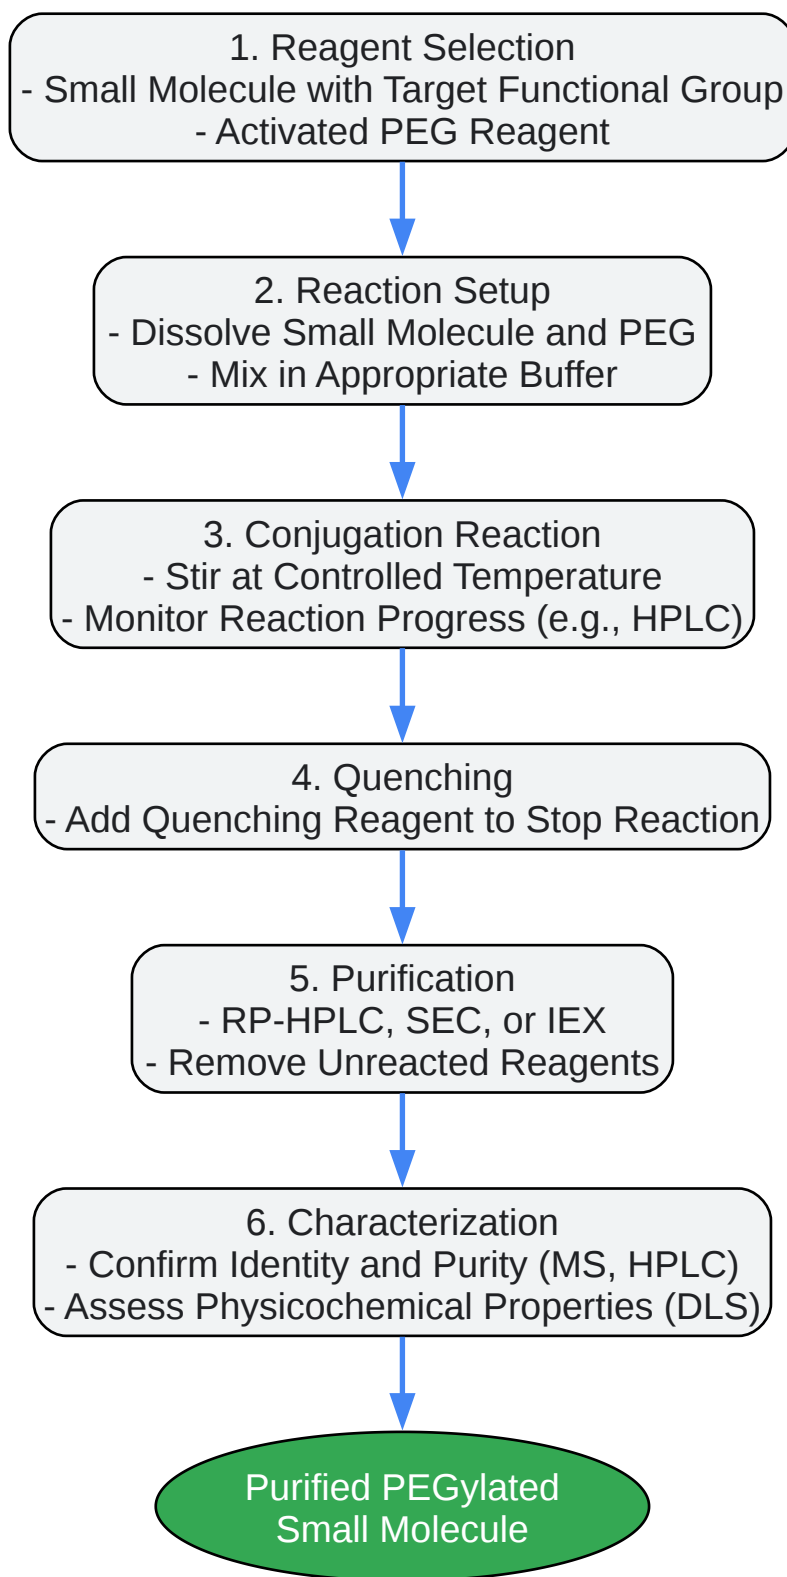 1. Reagent Selection
- Small Molecule with Target Functional Group
- Activated PEG Reagent
2. Reaction Setup
- Dissolve Small Molecule and PEG
- Mix in Appropriate Buffer
3. Conjugation Reaction
- Stir at Controlled Temperature
- Monitor Reaction Progress (e.g., HPLC)
4. Quenching
- Add Quenching Reagent to Stop Reaction
5. Purification
- RP-HPLC, SEC, or IEX
- Remove Unreacted Reagents
6. Characterization
- Confirm Identity and Purity (MS, HPLC)
- Assess Physicochemical Properties (DLS)
Purified PEGylated
Small Molecule